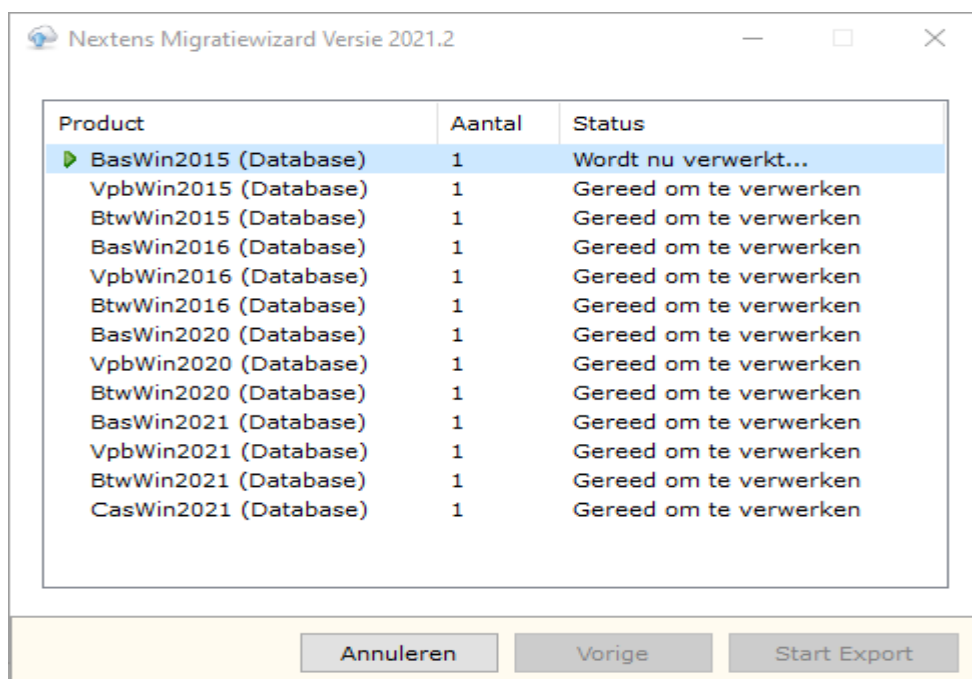 Nextens Migratiewizard Versie 2021.2
Product Aantal Status
BasWin2015 (Database) 1 Wordt nu verwerkt...
VpbWin2015 (Database) 1 Gereed om te verwerken
BtwWin2015 (Database) 1 Gereed om te verwerken
BasWin2016 (Database) 1 Gereed om te verwerken
VpbWin2016 (Database) 1 Gereed om te verwerken
BtwWin2016 (Database) 1 Gereed om te verwerken
BasWin2020 (Database) 1 Gereed om te verwerken
VpbWin2020 (Database) 1 Gereed om te verwerken
BtwWin2020 (Database) 1 Gereed om te verwerken
BasWin2021 (Database) 1 Gereed om te verwerken
VpbWin2021 (Database) 1 Gereed om te verwerken
BtwWin2021 (Database) 1 Gereed om te verwerken
CasWin2021 (Database) 1 Gereed om te verwerken
Annuleren Vorige Start Export